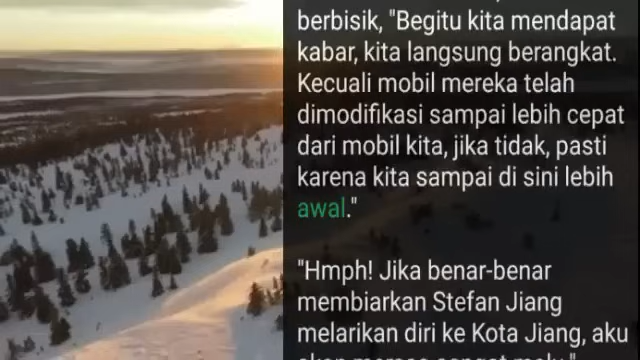 berbisik, "Begitu kita mendapat
kabar, kita langsung berangkat.
Kecuali mobil mereka telah
dimodifikasi sampai lebih cepat
dari mobil kita, jika tidak, pasti
karena kita sampai di sini lebih
awal."
"Hmph! Jika benar-benar
membiarkan Stefan Jiang
melarikan diri ke Kota Jiang, aku